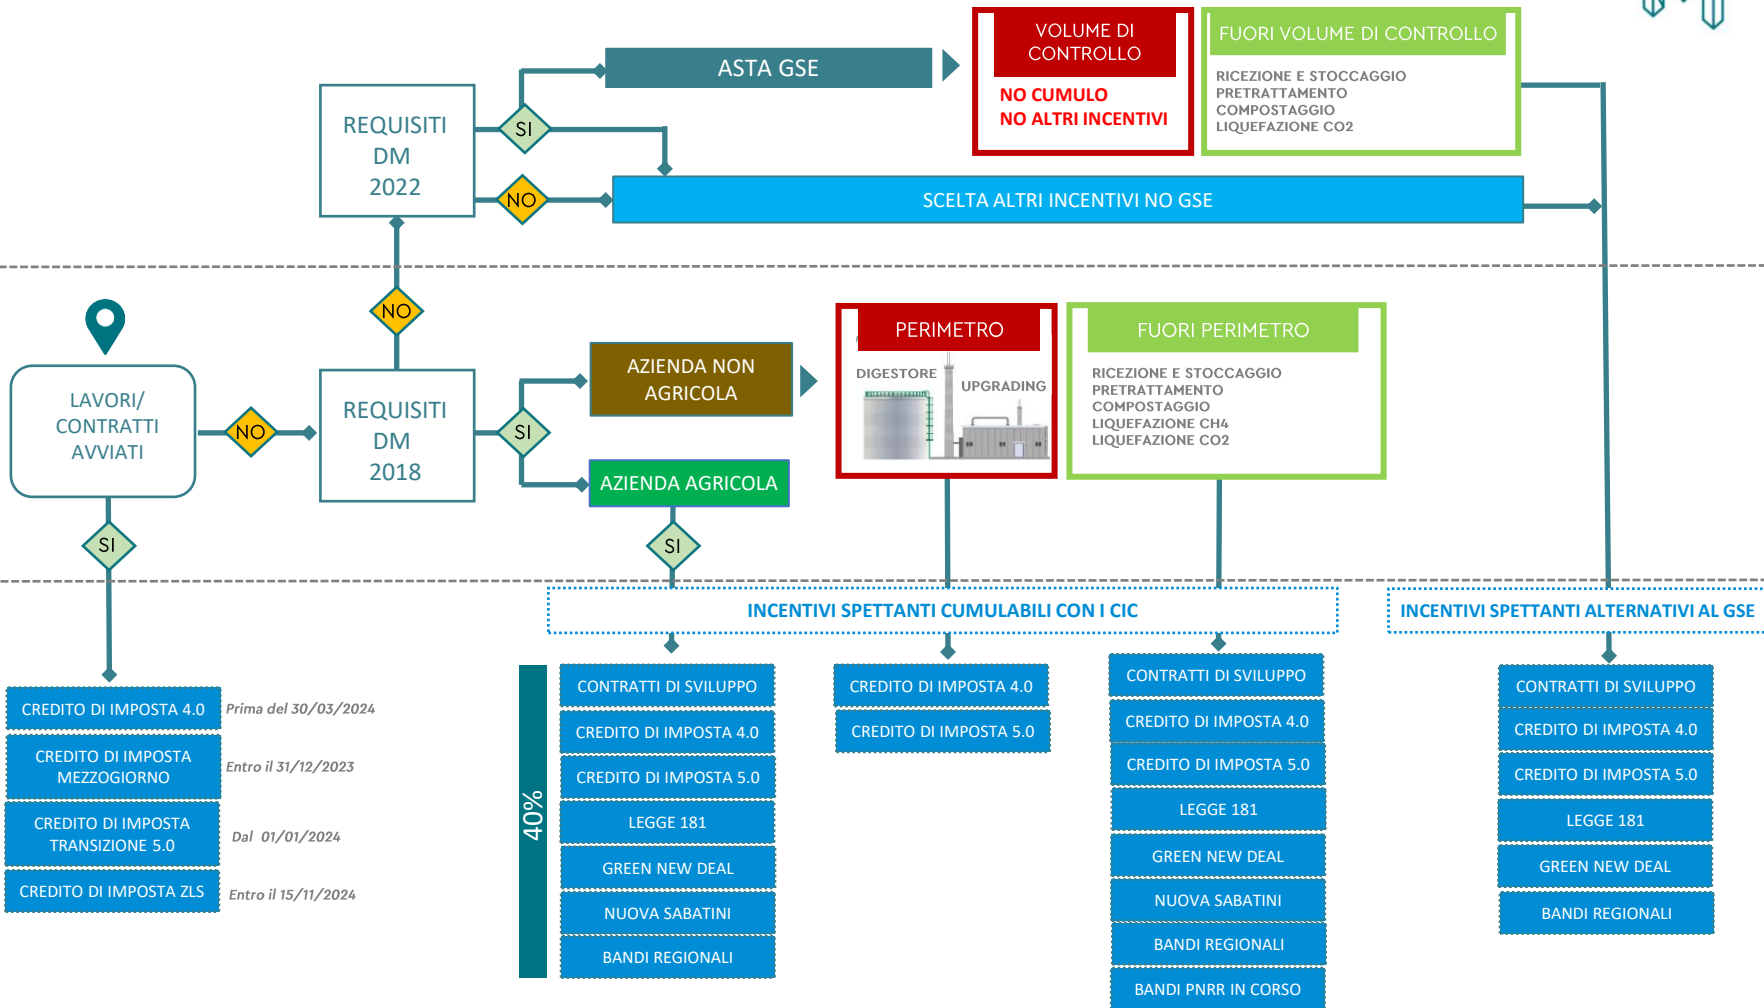 VOLUME DI
CONTROLLO
NO CUMULO
NO ALTRI INCENTIVI
FUORI VOLUME DI CONTROLLO
RICEZIONE E STOCCAGGIO
PRETRATTAMENTO
COMPOSTAGGIO
LIQUEFAZIONE CO2
ASTA GSE
REQUISITI
DM
2022
SI
NO
SCELTA ALTRI INCENTIVI NO GSE
NO
LAVORI/
CONTRATTI
AVVIATI
NO
SI
REQUISITI
DM
2018
SI
AZIENDA NON
AGRICOLA
AZIENDA AGRICOLA
SI
PERIMETRO
DIGESTORE
UPGRADING
FUORI PERIMETRO
RICEZIONE E STOCCAGGIO
PRETRATTAMENTO
COMPOSTAGGIO
LIQUEFAZIONE CH4
LIQUEFAZIONE CO2
INCENTIVI SPETTANTI CUMULABILI CON I CIC
INCENTIVI SPETTANTI ALTERNATIVI AL GSE
CREDITO DI IMPOSTA 4.0
Prima del 30/03/2024
CREDITO DI IMPOSTA
MEZZOGIORNO
Entro il 31/12/2023
CREDITO DI IMPOSTA
TRANSIZIONE 5.0
Dal 01/01/2024
CREDITO DI IMPOSTA ZLS
Entro il 15/11/2024
40%
CONTRATTI DI SVILUPPO
CREDITO DI IMPOSTA 4.0
CREDITO DI IMPOSTA 5.0
LEGGE 181
GREEN NEW DEAL
NUOVA SABATINI
BANDI REGIONALI
CREDITO DI IMPOSTA 4.0
CREDITO DI IMPOSTA 5.0
CONTRATTI DI SVILUPPO
CREDITO DI IMPOSTA 4.0
CREDITO DI IMPOSTA 5.0
LEGGE 181
GREEN NEW DEAL
NUOVA SABATINI
BANDI REGIONALI
BANDI PNRR IN CORSO
CONTRATTI DI SVILUPPO
CREDITO DI IMPOSTA 4.0
CREDITO DI IMPOSTA 5.0
LEGGE 181
GREEN NEW DEAL
BANDI REGIONALI